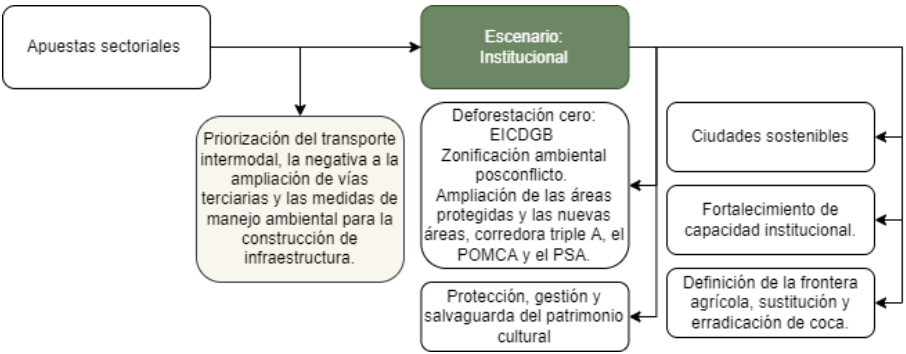 Apuestas sectoriales
Escenario:
Institucional
Priorización del transporte
intermodal, la negativa a la
ampliación de vías
terciarias y las medidas de
manejo ambiental para la
construcción de
infraestructura.
Deforestación cero:
EICDGB
Zonificación ambiental
posconflicto.
Ampliación de las áreas
protegidas y las nuevas
áreas, corredora triple A, el
POMCA y el PSA.
Protección, gestión y
salvaguarda del patrimonio
cultural
Ciudades sostenibles
Fortalecimiento de
capacidad institucional.
Definición de la frontera
agrícola, sustitución y
erradicación de coca.